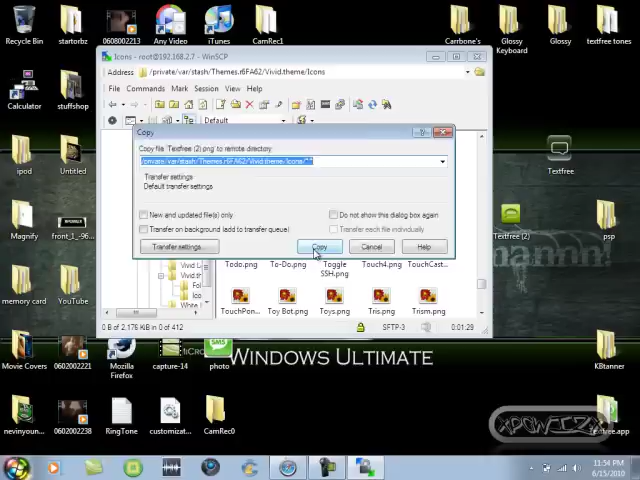 Recycle Bin
startorbz
0608002213
Any Video
iTunes
CamRec1
Carrbone's
Glossy Keyboard
Glossy
textfree tones
Icons - root@192.168.2.7 - WinSCP
Address
/private/var/stash/Themes.r6FA62/Vivid.theme/Icons
Forward
Commands
Mark
Session
View
Help
Default
Calculator
stuffshop
Copy
Copy file 'Textfree (2).png' to remote directory:
/private/var/stash/Themes.r6FA62/Vivid.theme/Icons/*.*
Transfer settings
Default transfer settings
New and updated file(s) only
Do not show this dialog box again
Transfer on background (add to transfer queue)
Transfer each file individually
Transfer settings...
Copy
Cancel
Help
ipod
Untitled
Textfree
Magnify
front_1_-96...
Textfree (2)
psp
Todo.png
To-Do.png
Toggle SSH.png
Touch4.png
TouchCast...
TouchPon...
Toy Bot.png
Toys.png
Tris.png
Trism.png
0 B of 2,176 KiB in 0 of 412
SFTP-3
0:01:29
memory card
YouTube
Windows Ultimate
Movie Covers
0602002221
Mozilla Firefox
capture-14
photo
KBtanner
nevinyoun...
0602002238
RingTone
customizat...
CamRec0
XPOWIZX
Textfree.app
11:54 PM
6/15/2010